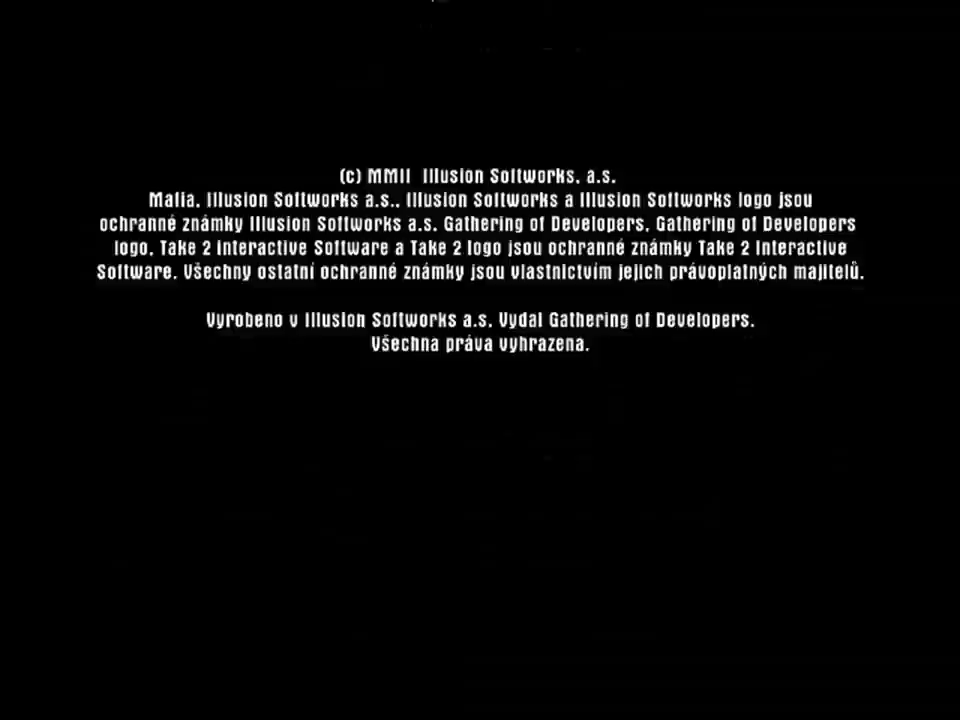 (c) MMII Illusion Softworks, a.s.
Mafia, Illusion Softworks a.s., Illusion Softworks a Illusion Softworks logo jsou
ochranné známky Illusion Softworks a.s. Gathering of Developers, Gathering of Developers
logo, Take 2 Interactive Software a Take 2 logo jsou ochranné známky Take 2 Interactive
Software. Všechny ostatní ochranné známky jsou vlastnictvím jejich právoplatných majitelů.
Vyrobeno v Illusion Softworks a.s. Vydal Gathering of Developers.
Všechna práva vyhrazena.